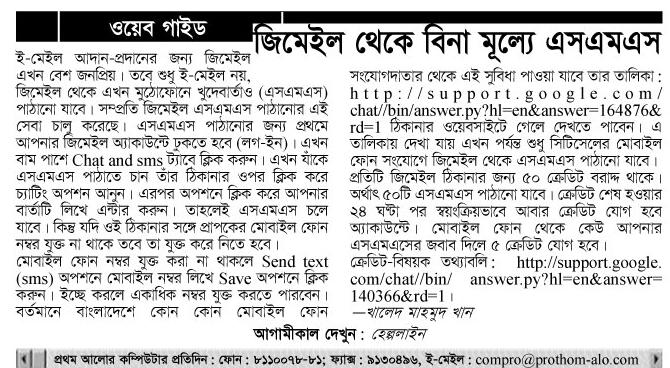 ওয়েব গাইড
জিমেইল থেকে বিনা মূল্যে এসএমএস
ই-মেইল আদান-প্রদানের জন্য জিমেইল
এখন বেশ জনপ্রিয়। তবে শুধু ই-মেইল নয়,
জিমেইল থেকে এখন মুঠোফোনে খুদেবার্তাও (এসএমএস)
পাঠানো যাবে। সম্প্রতি জিমেইল এসএমএস পাঠানোর এই
সেবা চালু করেছে। এসএমএস পাঠানোর জন্য প্রথমে
আপনার জিমেইল অ্যাকাউন্টে ঢুকতে হবে (লগ-ইন)। এখন
বাম পাশে Chat and sms ট্যাবে ক্লিক করুন। এখন যাঁকে
এসএমএস পাঠাতে চান তাঁর ঠিকানার ওপর ক্লিক করে
চ্যাটিং অপশন আনুন। এরপর অপশনে ক্লিক করে আপনার
বার্তাটি লিখে এন্টার করুন। তাহলেই এসএমএস চলে
যাবে। কিন্তু যদি ওই ঠিকানার সঙ্গে প্রাপকের মোবাইল ফোন
নম্বর যুক্ত না থাকে তবে তা যুক্ত করে নিতে হবে।
মোবাইল ফোন নম্বর যুক্ত করা না থাকলে Send text
(sms) অপশনে মোবাইল নম্বর লিখে Save অপশনে ক্লিক
করুন। ইচ্ছে করলে একাধিক নম্বর যুক্ত করতে পারবেন।
বর্তমানে বাংলাদেশে কোন কোন মোবাইল ফোন
সংযোগদাতার থেকে এই সুবিধা পাওয়া যাবে তার তালিকা :
http://support.google.com/
chat//bin/answer.py?hl=en&answer=164876&
rd=1 ঠিকানার ওয়েবসাইটে গেলে দেখতে পাবেন। এ
তালিকায় দেখা যায় এখন পর্যন্ত শুধু সিটিসেলের মোবাইল
ফোন সংযোগে জিমেইল থেকে এসএমএস পাঠানো যাবে।
প্রতিটি জিমেইল ঠিকানার জন্য ৫০ ক্রেডিট বরাদ্দ থাকে।
অর্থাৎ ৫০টি এসএমএস পাঠানো যাবে। ক্রেডিট শেষ হওয়ার
২৪ ঘণ্টা পর স্বয়ংক্রিয়ভাবে আবার ক্রেডিট যোগ হবে
অ্যাকাউন্টে। মোবাইল ফোন থেকে কেউ আপনার
এসএমএসের জবাব দিলে ৫ ক্রেডিট যোগ হবে।
ক্রেডিট-বিষয়ক তথ্যাবলি : http://support.google.
com/chat//bin/ answer.py?hl=en&answer=
140366&rd=1।
—খালেদ মাহমুদ খান
আগামীকাল দেখুন : হেল্পলাইন
প্রথম আলোর কম্পিউটার প্রতিদিন : ফোন : ৮১১০০৭৮-৮১; ফ্যাক্স : ৯১৩০৪৯৬, ই-মেইল : compro@prothom-alo.com